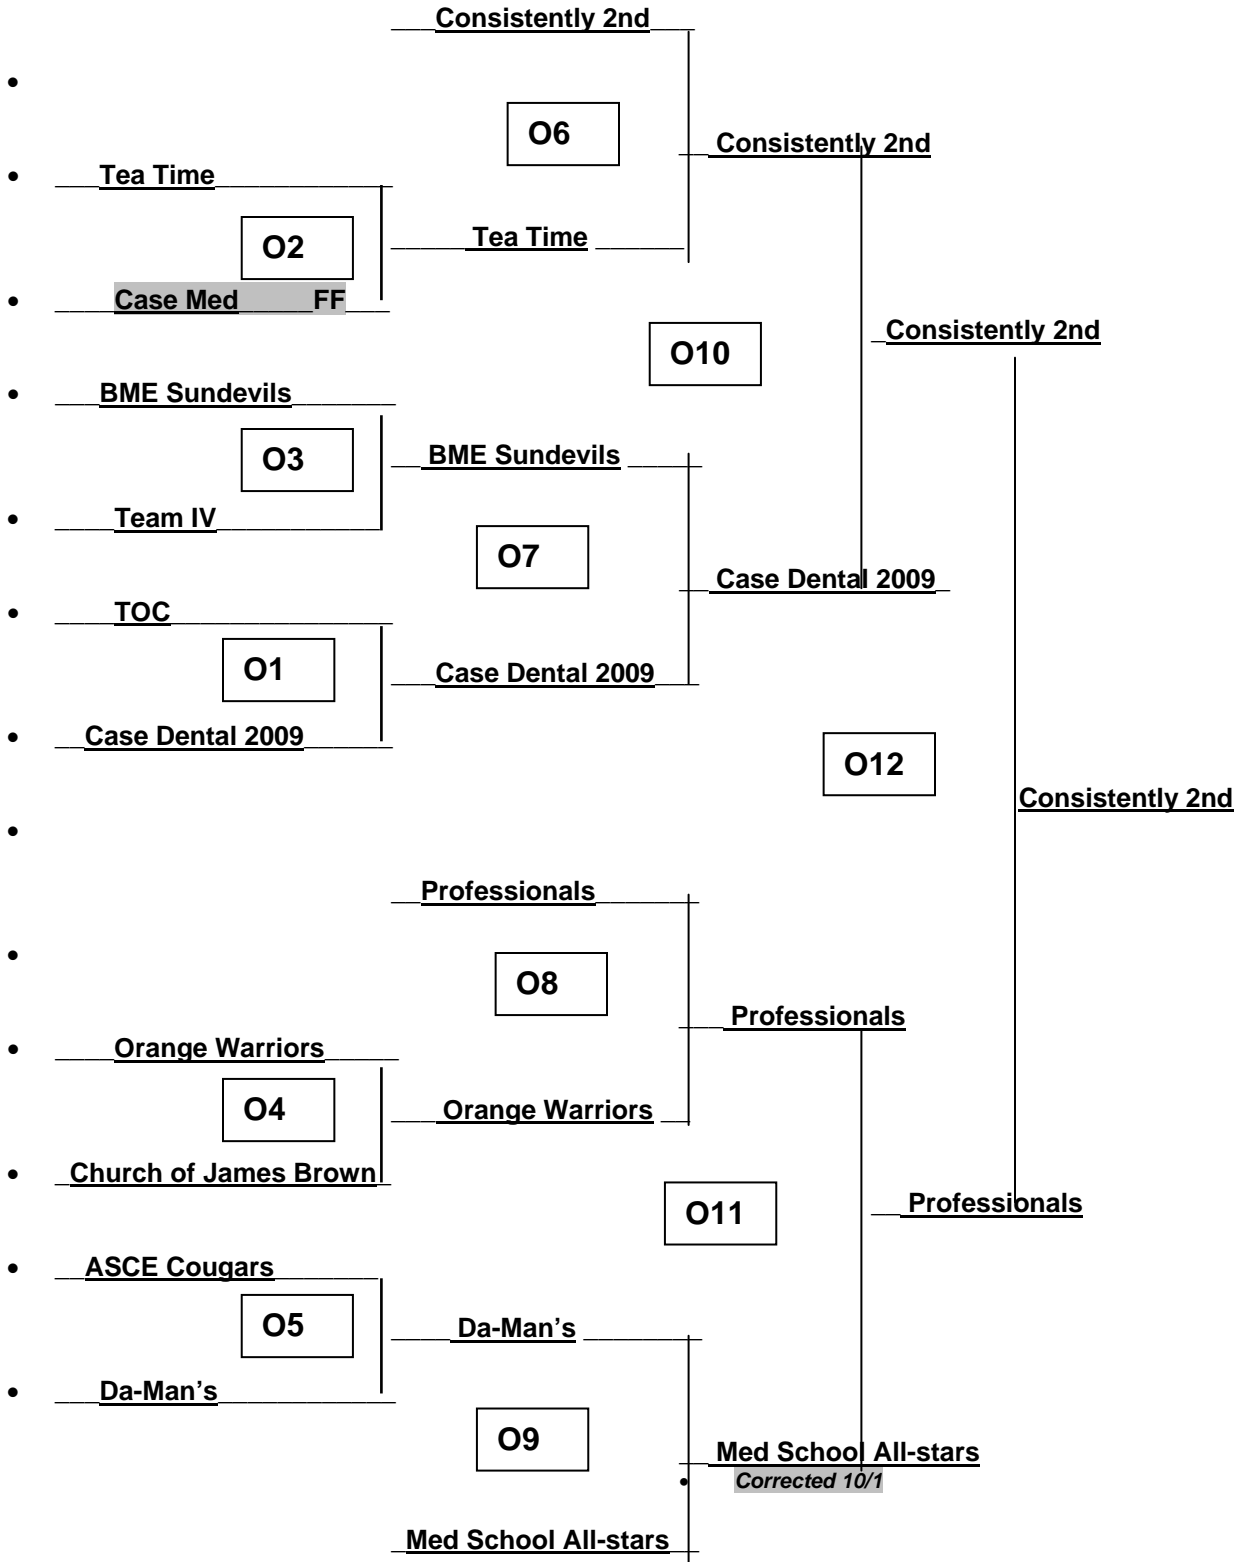 Consistently 2nd
O6
Consistently 2nd
Tea Time
O2
Tea Time
Case Med FF
Consistently 2nd
O10
BME Sundevils
O3
BME Sundevils
Team IV
O7
Case Dental 2009
TOC
O1
Case Dental 2009
Case Dental 2009
O12
Consistently 2nd
Professionals
O8
Professionals
Orange Warriors
O4
Orange Warriors
Church of James Brown
O11
Professionals
ASCE Cougars
O5
Da-Man’s
Da-Man’s
O9
Med School All-stars
Corrected 10/1
Med School All-stars